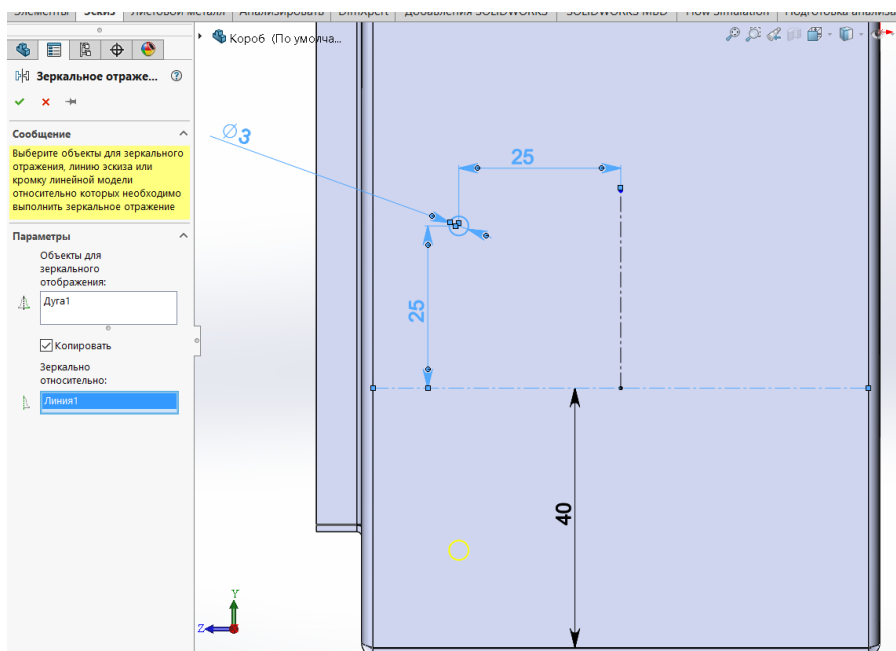 Элементы Эскиз Листовой металл Анализировать DimXpert Добавления SOLIDWORKS SOLIDWORKS MBD Flow Simulation Подготовка анализа
Короб (По умолча...
Зеркальное отраже...
Сообщение
Выберите объекты для зеркального
отражения, линию эскиза или
кромку линейной модели
относительно которых необходимо
выполнить зеркальное отражение
Параметры
Объекты для
зеркального
отображения:
Дуга1
Копировать
Зеркально
относительно:
Линия1
∅3
25
25
40
Y
Z